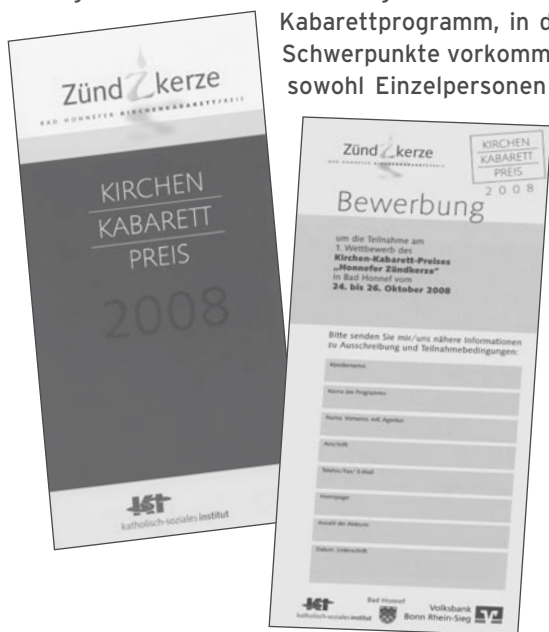 Kabarettprogramm, in d
Schwerpunkte vorkomm
sowohl Einzelpersonen
Zünd kerze
BAD HONNEFER KIRCHENKABARETTPREIS
KIRCHEN
KABARETT
PREIS
2008
katholisch-soziales institut
Zünd kerze
BAD HONNEFER KIRCHENKABARETTPREIS
KIRCHEN
KABARETT
PREIS
2008
Bewerbung
um die Teilnahme am
1. Wettbewerb des
Kirchen-Kabarett-Preises
„Honnefer Zündkerze"
in Bad Honnef vom
24. bis 26. Oktober 2008
Bitte senden Sie mir/uns nähere Informationen
zu Ausschreibung und Teilnahmebedingungen:
Künstlername
Name des Programms
Name, Vorname, evtl. Agentur
Anschrift
Telefon/Fax/ E-Mail
Homepage
Anzahl der Akteure
Datum, Unterschrift
katholisch-soziales institut
Bad Honnef
Volksbank
Bonn Rhein-Sieg